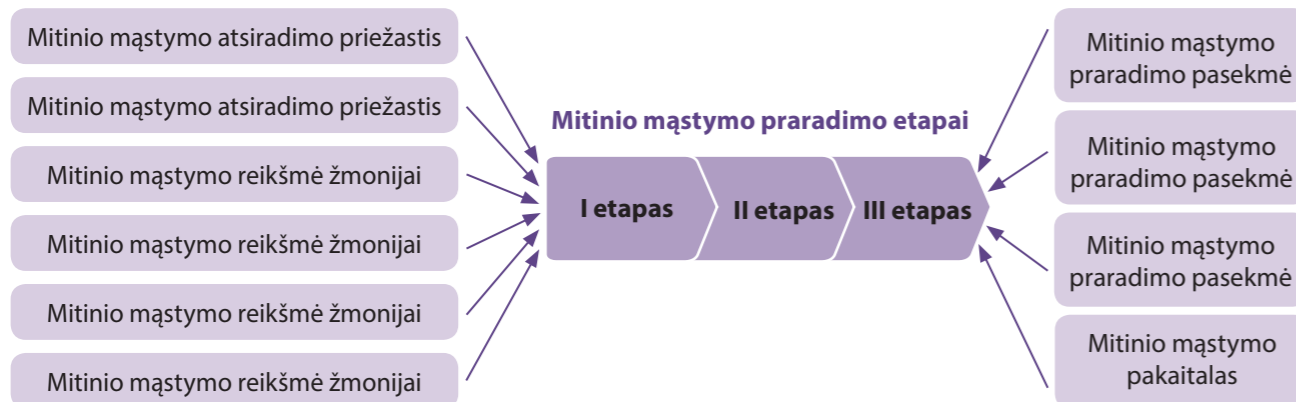 Mitinio mąstymo atsiradimo priežastis
Mitinio mąstymo atsiradimo priežastis
Mitinio mąstymo reikšmė žmonijai
Mitinio mąstymo reikšmė žmonijai
Mitinio mąstymo reikšmė žmonijai
Mitinio mąstymo reikšmė žmonijai
Mitinio mąstymo praradimo etapai
I etapas
II etapas
III etapas
Mitinio mąstymo
praradimo pasekmė
Mitinio mąstymo
praradimo pasekmė
Mitinio mąstymo
praradimo pasekmė
Mitinio mąstymo
pakaitalas